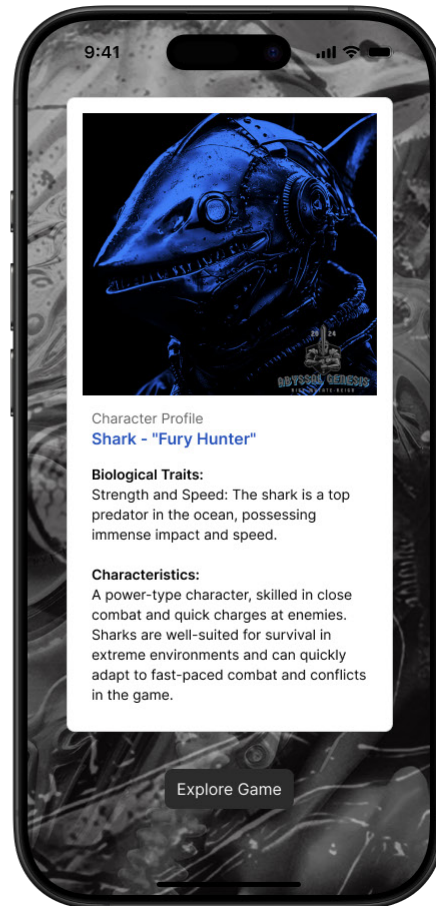 9:41
20 24
ABYSSAL GENESIS
Character Profile
Shark - "Fury Hunter"
Biological Traits:
Strength and Speed: The shark is a top
predator in the ocean, possessing
immense impact and speed.
Characteristics:
A power-type character, skilled in close
combat and quick charges at enemies.
Sharks are well-suited for survival in
extreme environments and can quickly
adapt to fast-paced combat and conflicts
in the game.
Explore Game